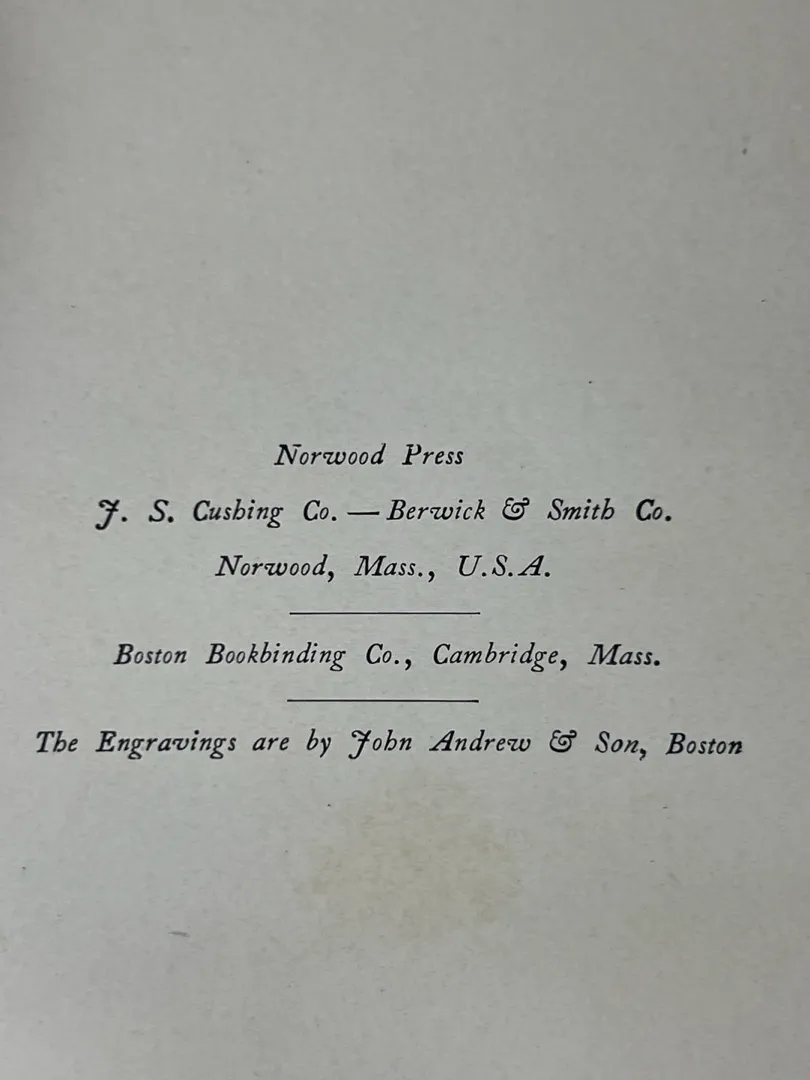 Norwood Press
J. S. Cushing Co. — Berwick & Smith Co.
Norwood, Mass., U.S.A.
Boston Bookbinding Co., Cambridge, Mass.
The Engravings are by John Andrew & Son, Boston